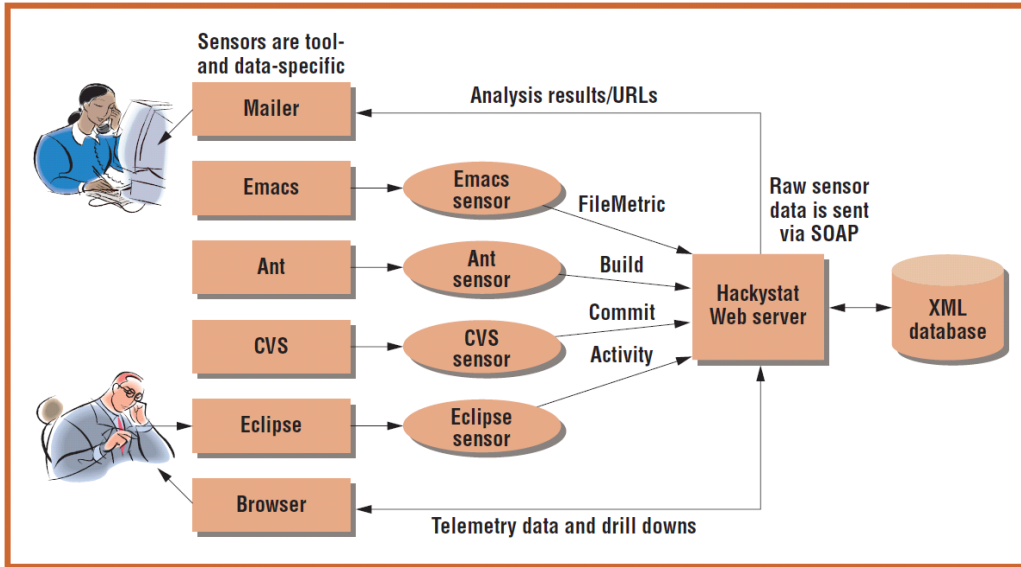 Sensors are tool-
and data-specific
Mailer
Analysis results/URLs
Emacs
Emacs
sensor
FileMetric
Raw sensor
data is sent
via SOAP
Ant
Ant
sensor
Build
Hackystat
Web server
XML
database
CVS
CVS
sensor
Commit
Activity
Eclipse
Eclipse
sensor
Browser
Telemetry data and drill downs